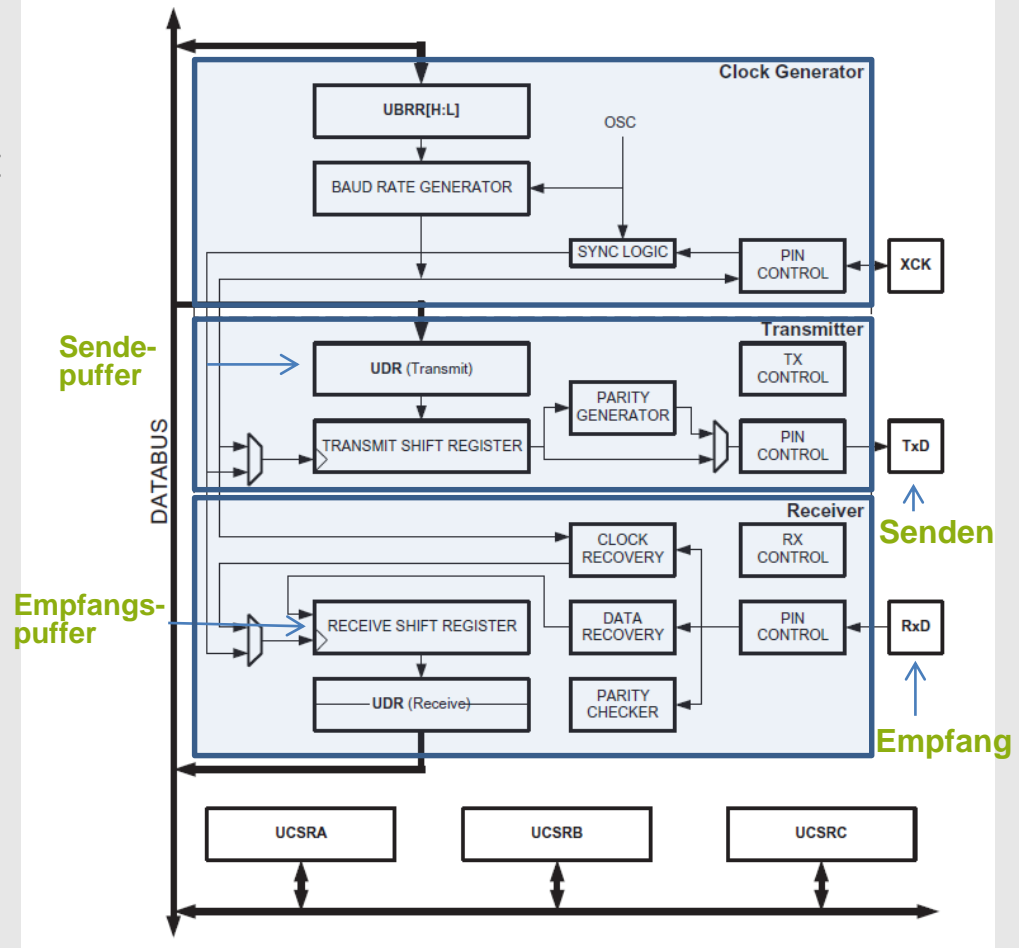 Clock Generator
UBRR[H:L]
OSC
BAUD RATE GENERATOR
SYNC LOGIC
PIN
CONTROL
XCK
Transmitter
Sende-
puffer
UDR (Transmit)
TX
CONTROL
PARITY
GENERATOR
TRANSMIT SHIFT REGISTER
PIN
CONTROL
TxD
DATABUS
Receiver
Senden
CLOCK
RECOVERY
RX
CONTROL
Empfangs-
puffer
RECEIVE SHIFT REGISTER
DATA
RECOVERY
PIN
CONTROL
RxD
UDR (Receive)
PARITY
CHECKER
Empfang
UCSRA
UCSRB
UCSRC